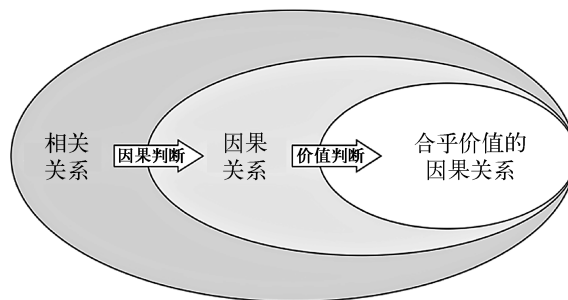 相关
关系
因果判断
因果
关系
价值判断
合乎价值的
因果关系